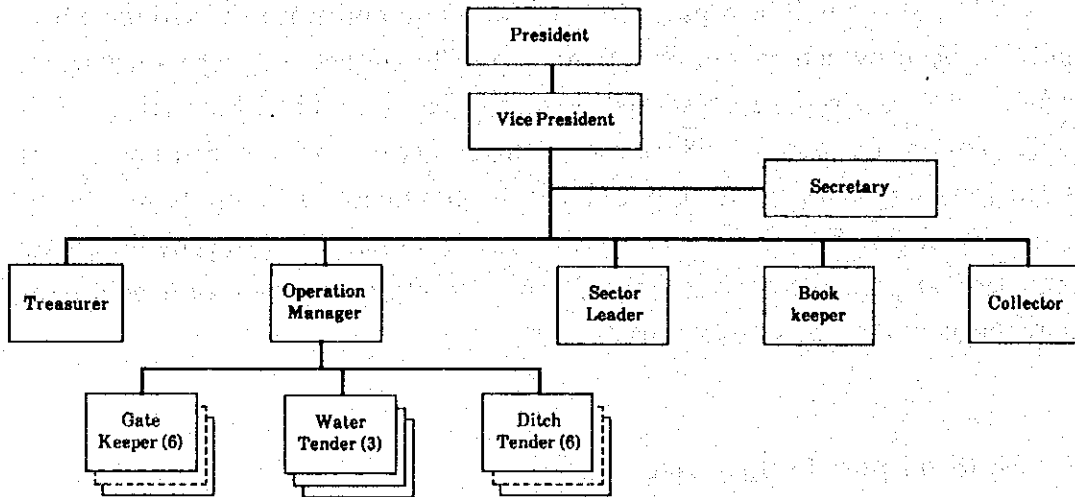 President
Vice President
Secretary
Treasurer
Operation
Manager
Sector
Leader
Book
keeper
Collector
Gate
Keeper (6)
Water
Tender (3)
Ditch
Tender (6)